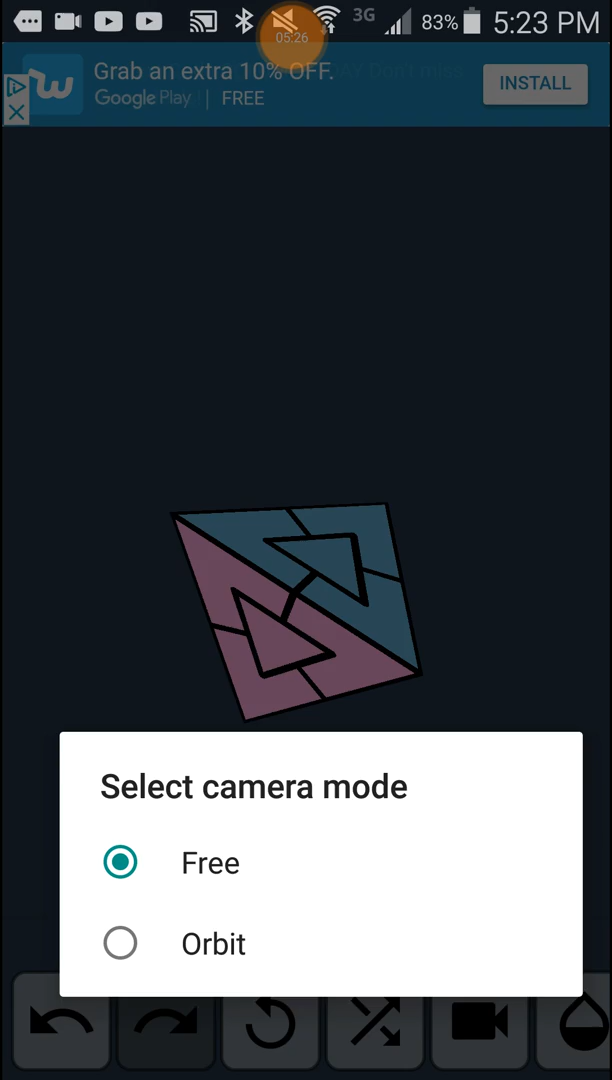 05:26
3G
83%
5:23 PM
Grab an extra 10% OFF.
Google Play | FREE
INSTALL
Select camera mode
Free
Orbit